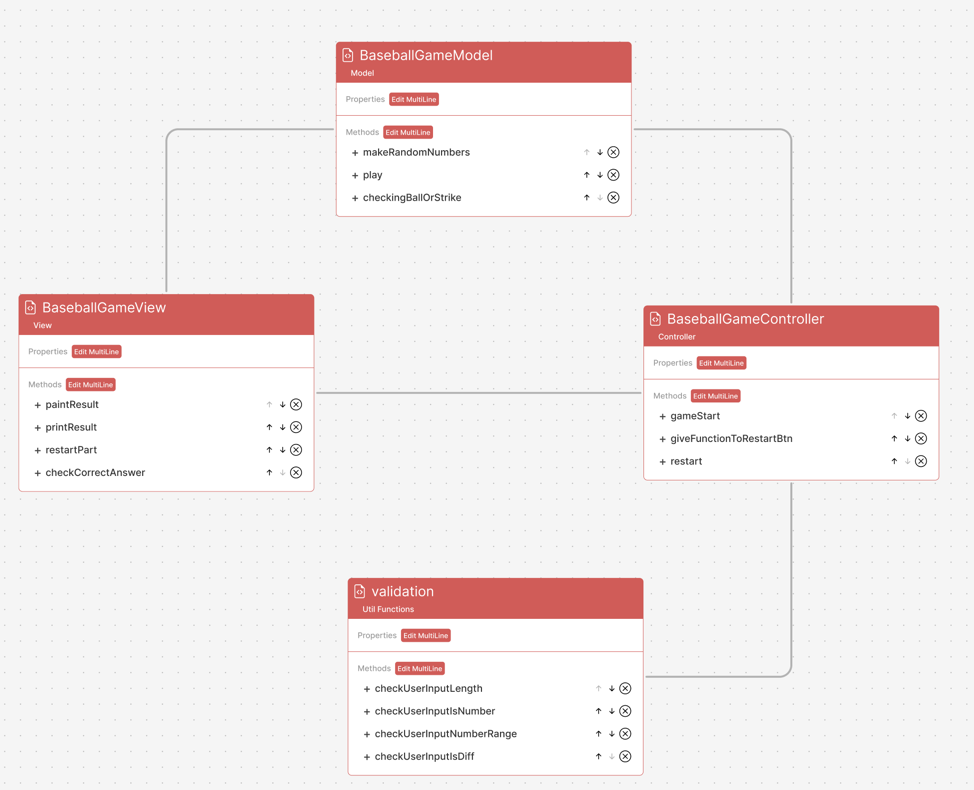 BaseballGameModel
Model
Properties Edit MultiLine
Methods Edit MultiLine
+ makeRandomNumbers
+ play
+ checkingBallOrStrike
BaseballGameView
View
Properties Edit MultiLine
Methods Edit MultiLine
+ paintResult
+ printResult
+ restartPart
+ checkCorrectAnswer
BaseballGameController
Controller
Properties Edit MultiLine
Methods Edit MultiLine
+ gameStart
+ giveFunctionToRestartBtn
+ restart
validation
Util Functions
Properties Edit MultiLine
Methods Edit MultiLine
+ checkUserInputLength
+ checkUserInputIsNumber
+ checkUserInputNumberRange
+ checkUserInputIsDiff